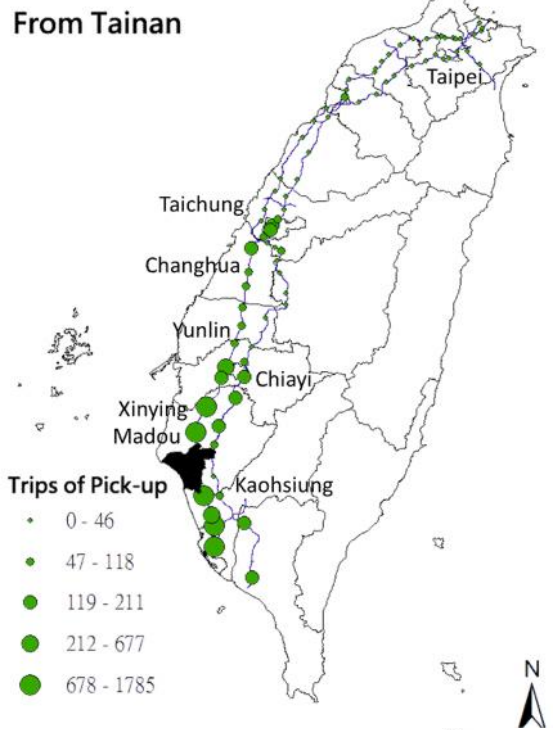 From Tainan
Taipei
Taichung
Changhua
Yunlin
Chiayi
Xinying
Madou
Kaohsiung
Trips of Pick-up
0 - 46
47 - 118
119 - 211
212 - 677
678 - 1785
N